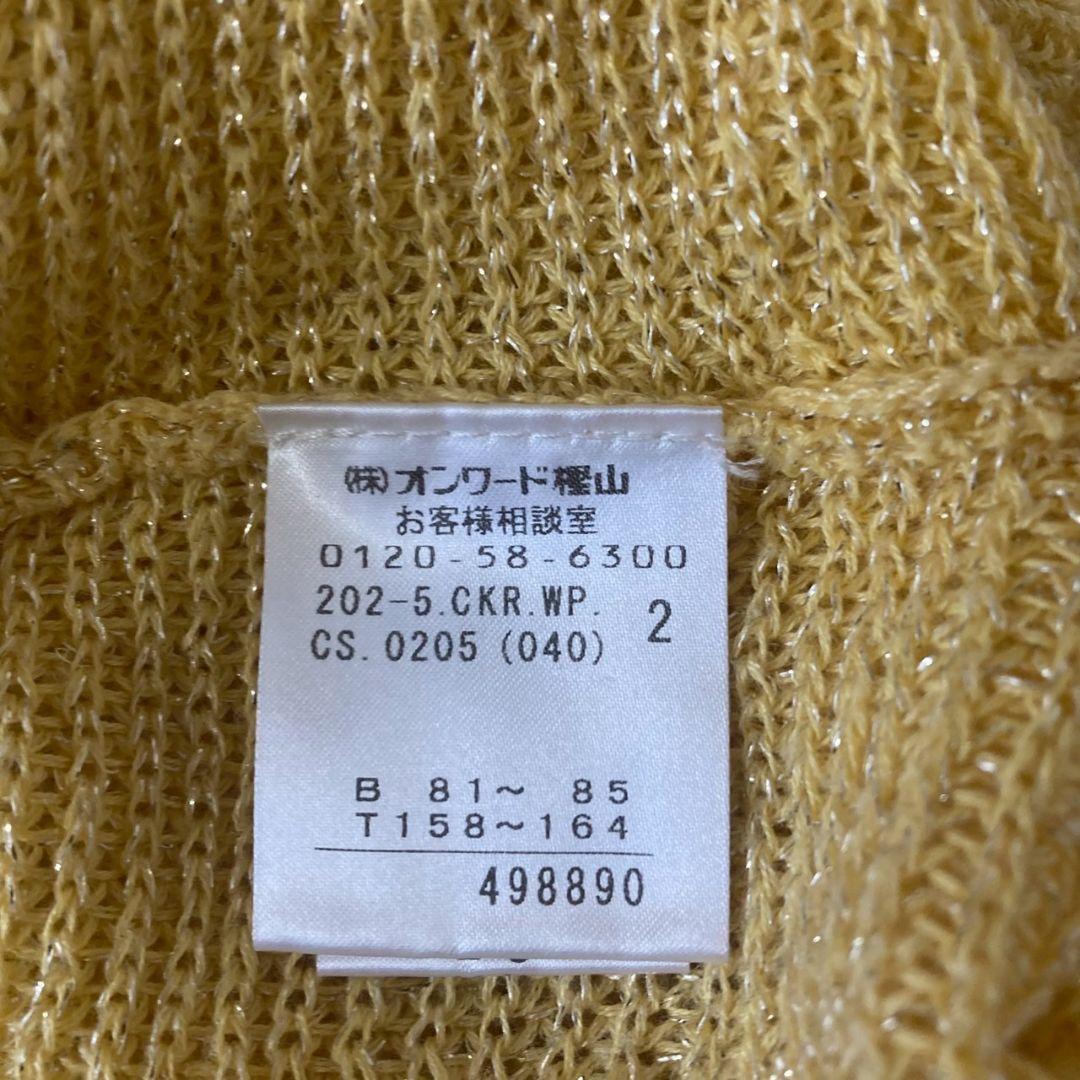 ㈱オンワード樫山
お客様相談室
0120-58-6300
202-5.CKR.WP.
CS.0205(040) 2
B 81～ 85
T158～164
498890